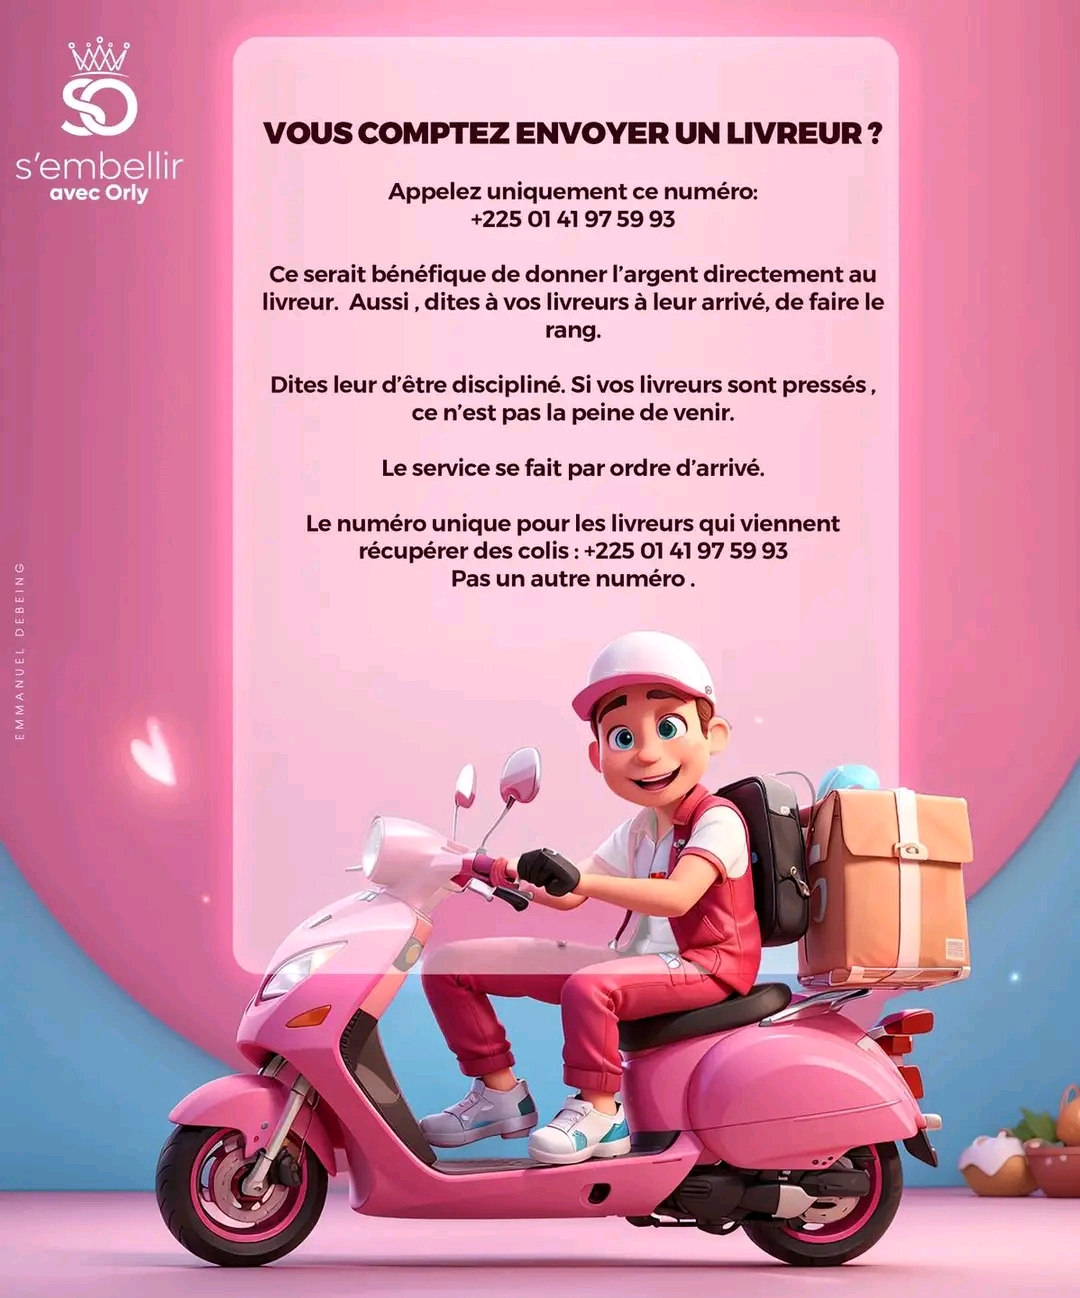 SO
s'embellir
avec Orly
VOUS COMPTEZ ENVOYER UN LIVREUR ?
Appelez uniquement ce numéro:
+225 01 41 97 59 93
Ce serait bénéfique de donner l'argent directement au
livreur. Aussi , dites à vos livreurs à leur arrivé, de faire le
rang.
Dites leur d'être discipliné. Si vos livreurs sont pressés ,
ce n'est pas la peine de venir.
Le service se fait par ordre d'arrivé.
Le numéro unique pour les livreurs qui viennent
récupérer des colis : +225 01 41 97 59 93
Pas un autre numéro .
EMMANUEL DEBEING